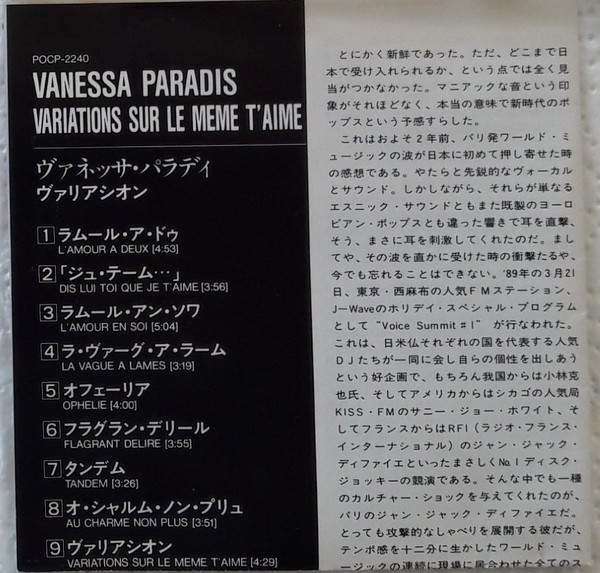 POCP-2240
VANESSA PARADIS
VARIATIONS SUR LE MEME T'AIME
ヴァネッサ・パラディ
ヴァリアシオン
1 ラムール・ア・ドゥ
L'AMOUR A DEUX [4:53]
2 「ジュ・テーム…」
DIS LUI TOI QUE JE T'AIME [3:56]
3 ラムール・アン・ソワ
L'AMOUR EN SOI [5:04]
4 ラ・ヴァーグ・ア・ラーム
LA VAGUE A LAMES [3:19]
5 オフェーリア
OPHELIE [4:00]
6 フラグラン・デリール
FLAGRANT DELIRE [3:55]
7 タンデム
TANDEM [3:26]
8 オ・シャルム・ノン・プリュ
AU CHARME NON PLUS [3:51]
9 ヴァリアシオン
VARIATIONS SUR LE MEME T'AIME [4:29]
とにかく新鮮であった。ただ、どこまで日
本で受け入れられるか、という点では全く見
当がつかなかった。マニアックな音という印
象がそれほどなく、本当の意味で新時代のポ
ップスという予感すらした。
これはおよそ2年前、パリ発ワールド・ミ
ュージックの波が日本に初めて押し寄せた時
の感想である。やたらと先鋭的なヴォーカル
とサウンド。しかしながら、それらが単なる
エスニック・サウンドともまた既製のヨーロ
ピアン・ポップスとも違った響きで耳を直撃、
そう、まさに耳を刺激してくれたのだ。まし
てや、その波を直かに受けた時の衝撃たるや、
今でも忘れることはできない。'89年の3月21
日、東京・西麻布の人気FMステーション、
J-Waveのホリデイ・スペシャル・プログラム
として“Voice Summit #1”が行なわれた。
これは、日米仏それぞれの国を代表する人気
DJたちが一同に会し自らの個性を出しあう
という好企画で、もちろん我国からは小林克
也氏、そしてアメリカからはシカゴの人気局
KISS・FMのサニー・ジョー・ホワイト、そ
してフランスからはRFI(ラジオ・フランス・
インターナショナル)のジャン・ジャック・
ディファイエといったまさしくNo.1ディスク・
ジョッキーの競演である。そんな中でも一種
のカルチャー・ショックを与えてくれたのが、
パリのジャン・ジャック・ディファイエだ。
とっても攻撃的なしゃべりを展開する彼だが、
テンポ感を十二分に生かしたワールド・ミュ
ージックの連続に現場に居合わせた全てのス